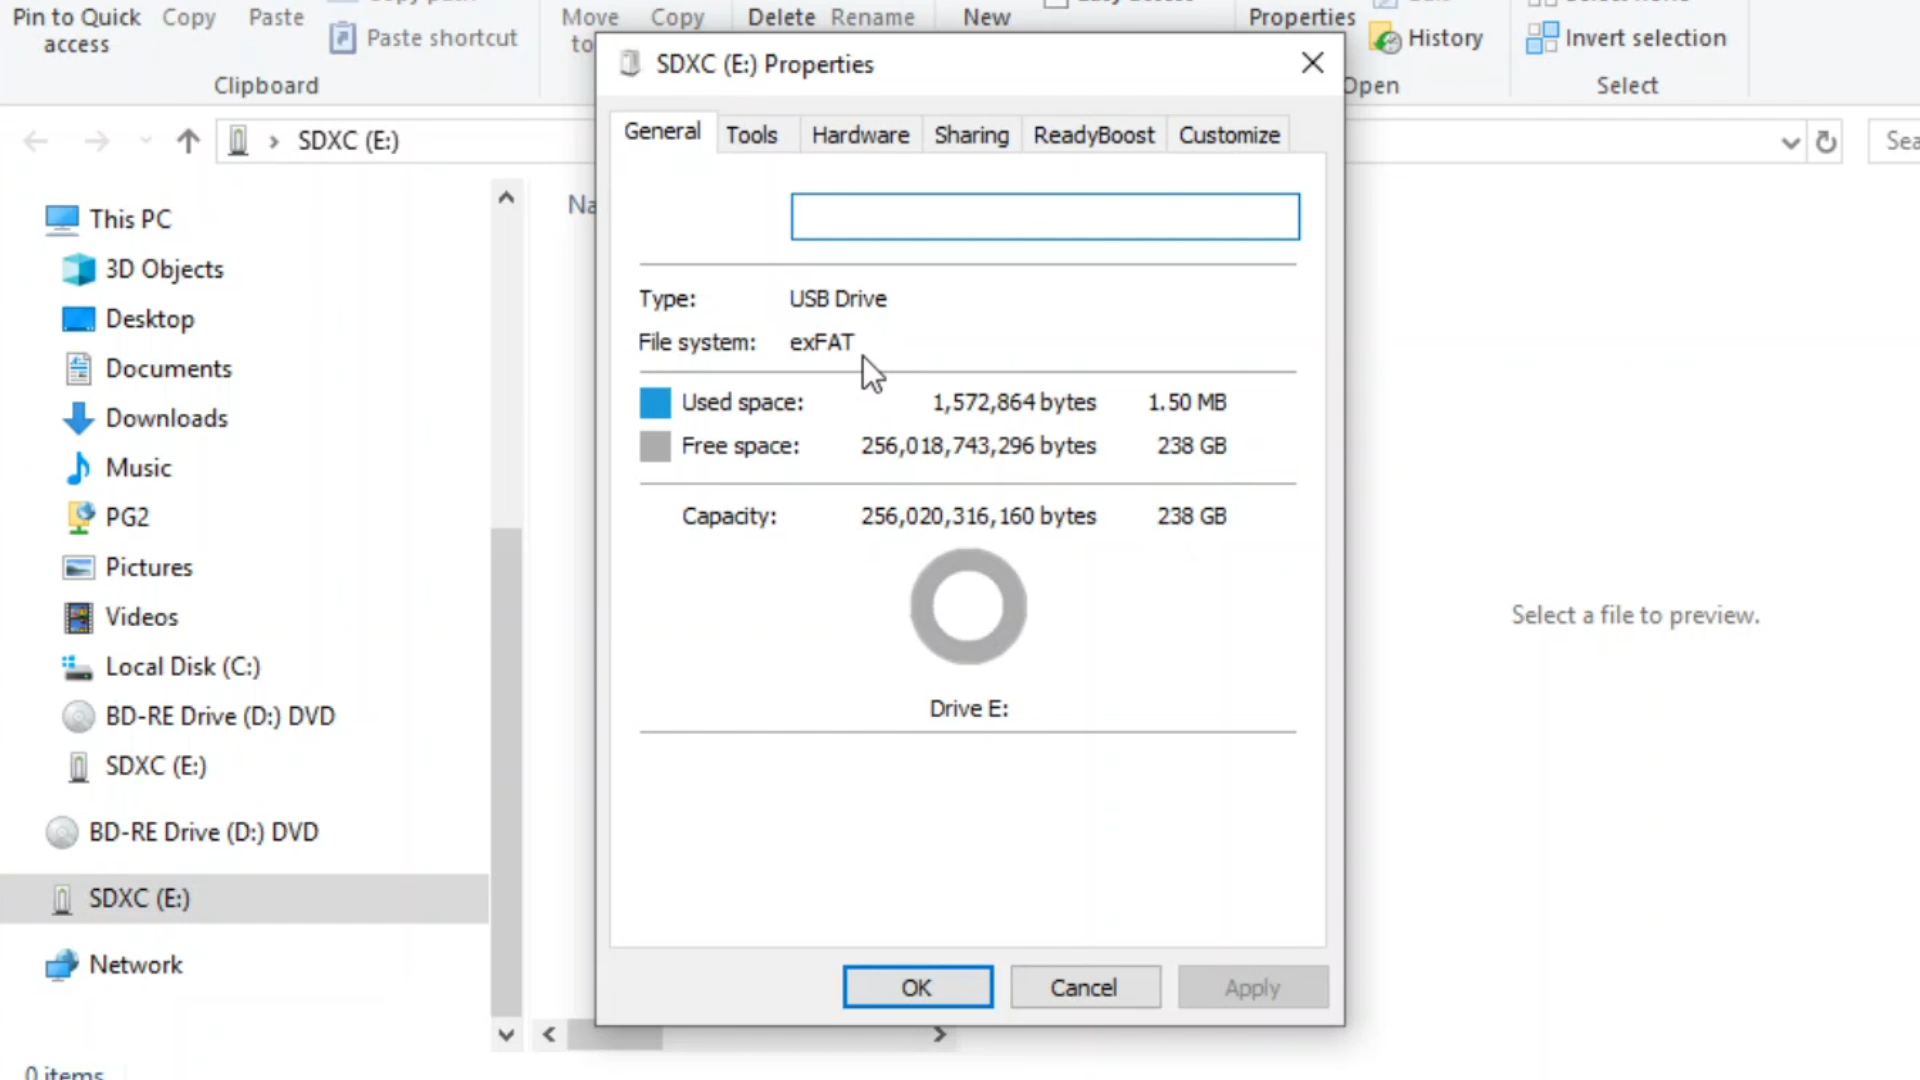 Pin to Quick access
Copy
Paste
Paste shortcut
Move to
Copy
Delete
Rename
New
Properties
History
Invert selection
Clipboard
Open
Select
SDXC (E:)
This PC
3D Objects
Desktop
Documents
Downloads
Music
PG2
Pictures
Videos
Local Disk (C:)
BD-RE Drive (D:) DVD
SDXC (E:)
BD-RE Drive (D:) DVD
SDXC (E:)
Network
0 items
SDXC (E:) Properties
General
Tools
Hardware
Sharing
ReadyBoost
Customize
Type: USB Drive
File system: exFAT
Used space: 1,572,864 bytes 1.50 MB
Free space: 256,018,743,296 bytes 238 GB
Capacity: 256,020,316,160 bytes 238 GB
Drive E:
OK
Cancel
Apply
Select a file to preview.